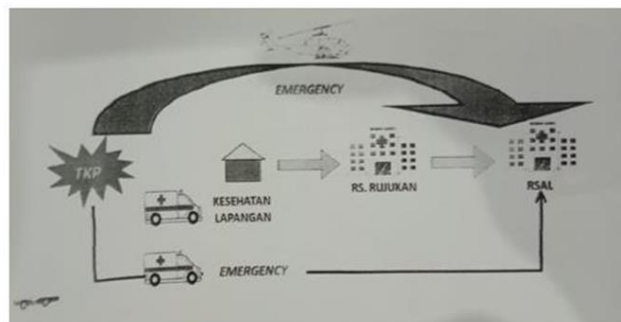 EMERGENCY
TKP
KESEHATAN
LAPANGAN
RS. RUJUKAN
RSAL
EMERGENCY